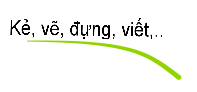 Kẻ, vẽ, đựng, viết,..